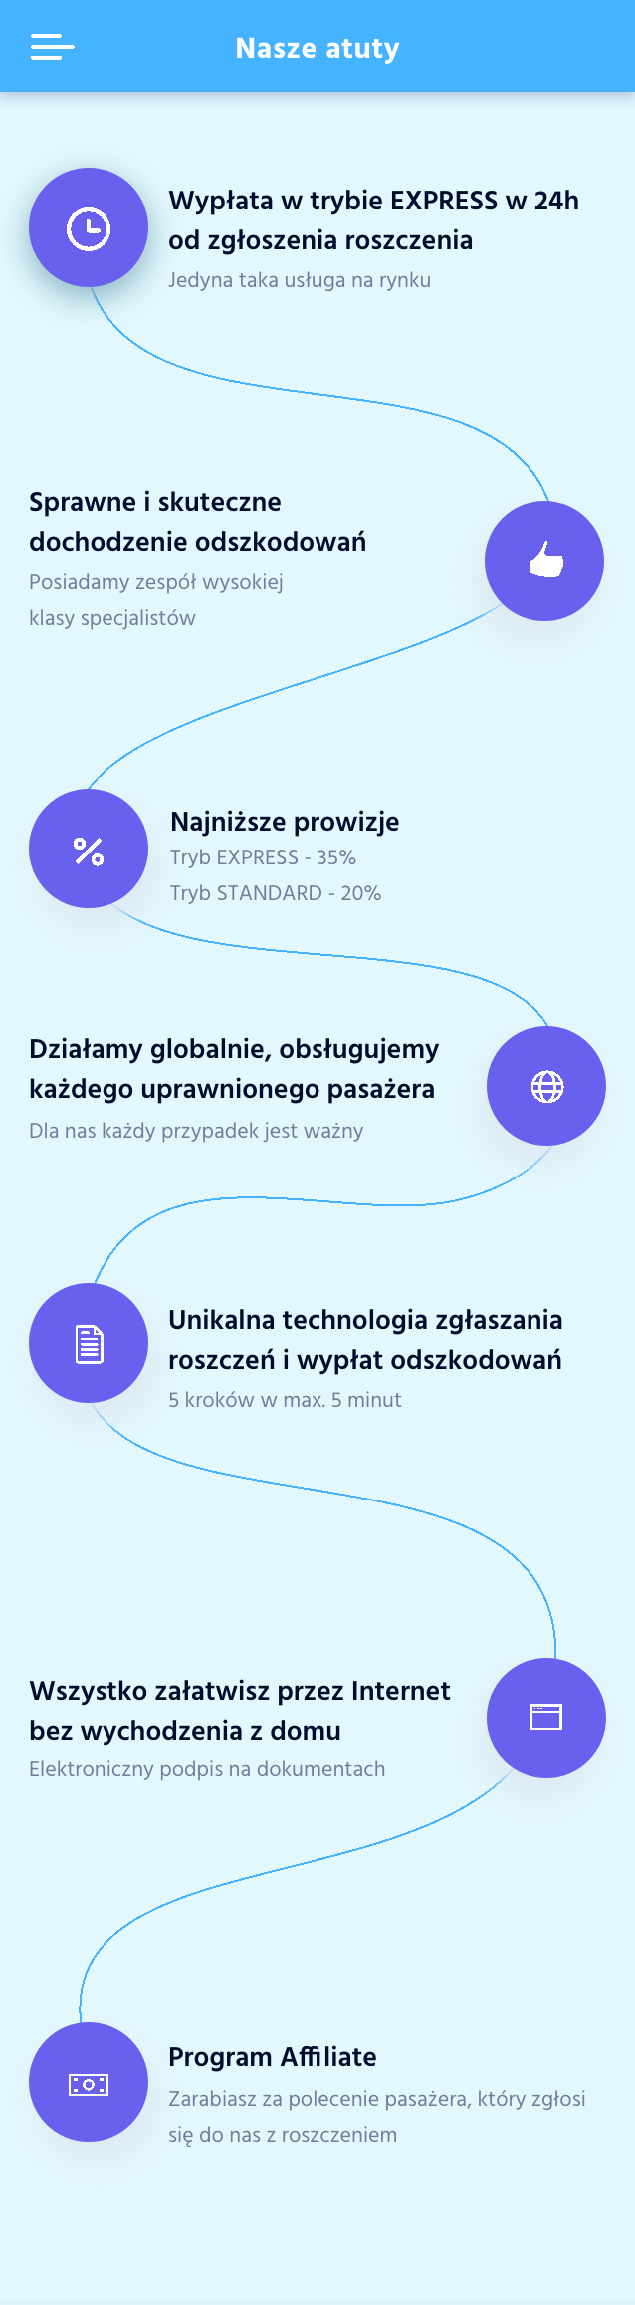 Nasze atuty
Wypłata w trybie EXPRESS w 24h
od zgłoszenia roszczenia
Jedyna taka usługa na rynku
Sprawne i skuteczne
dochodzenie odszkodowań
Posiadamy zespół wysokiej
klasy specjalistów
Najniższe prowizje
Tryb EXPRESS - 35%
Tryb STANDARD - 20%
Działamy globalnie, obsługujemy
każdego uprawnionego pasażera
Dla nas każdy przypadek jest ważny
Unikalna technologia zgłaszania
roszczeń i wypłat odszkodowań
5 kroków w max. 5 minut
Wszystko załatwisz przez Internet
bez wychodzenia z domu
Elektroniczny podpis na dokumentach
Program Affiliate
Zarabiasz za polecenie pasażera, który zgłosi
się do nas z roszczeniem